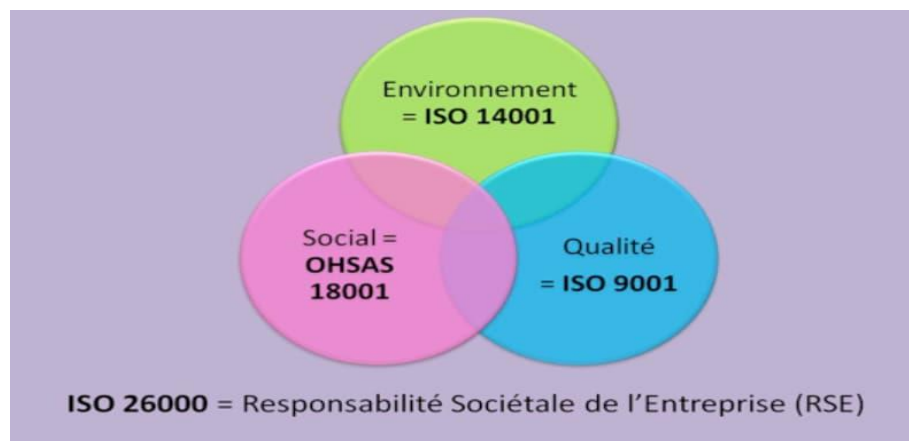 Environnement
= ISO 14001
Social =
OHSAS
18001
Qualité
= ISO 9001
ISO 26000 = Responsabilité Sociétale de l’Entreprise (RSE)